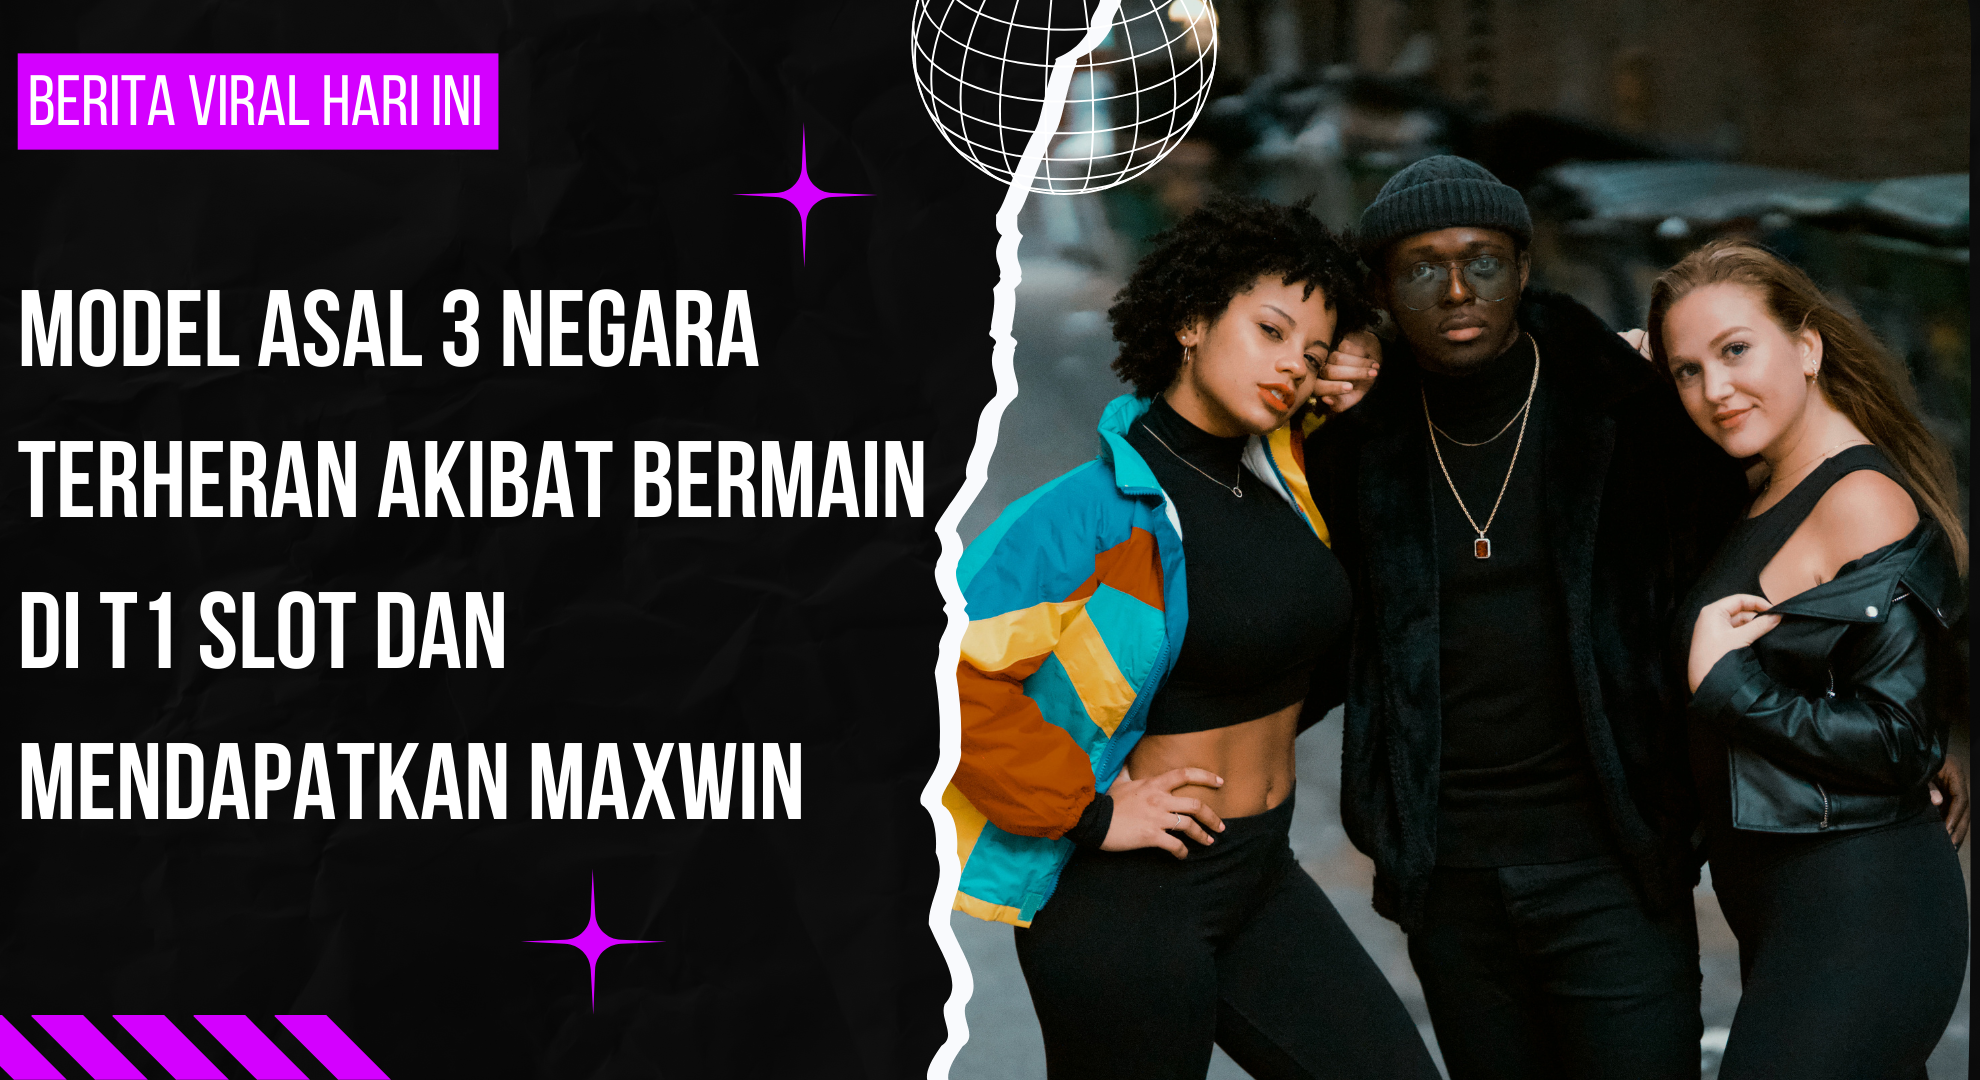 BERITA VIRAL HARI INI
MODEL ASAL 3 NEGARA
TERHERAN AKIBAT BERMAIN
DI T1 SLOT DAN
MENDAPATKAN MAXWIN